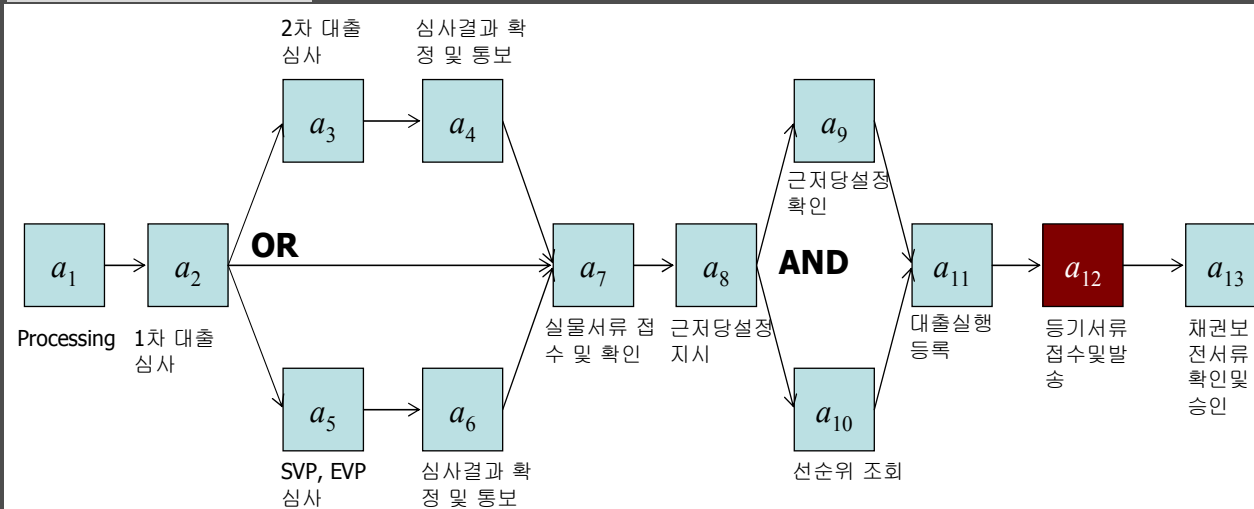 2차 대출
심사
심사결과 확
정 및 통보
a3
a4
a9
근저당설정
확인
OR
AND
a1
a2
a7
a8
a11
a12
a13
Processing
1차 대출
심사
실물서류 접
수 및 확인
근저당설정
지시
대출실행
등록
등기서류
접수및발
송
채권보
전서류
확인및
승인
a5
a6
a10
SVP, EVP
심사
심사결과 확
정 및 통보
선순위 조회